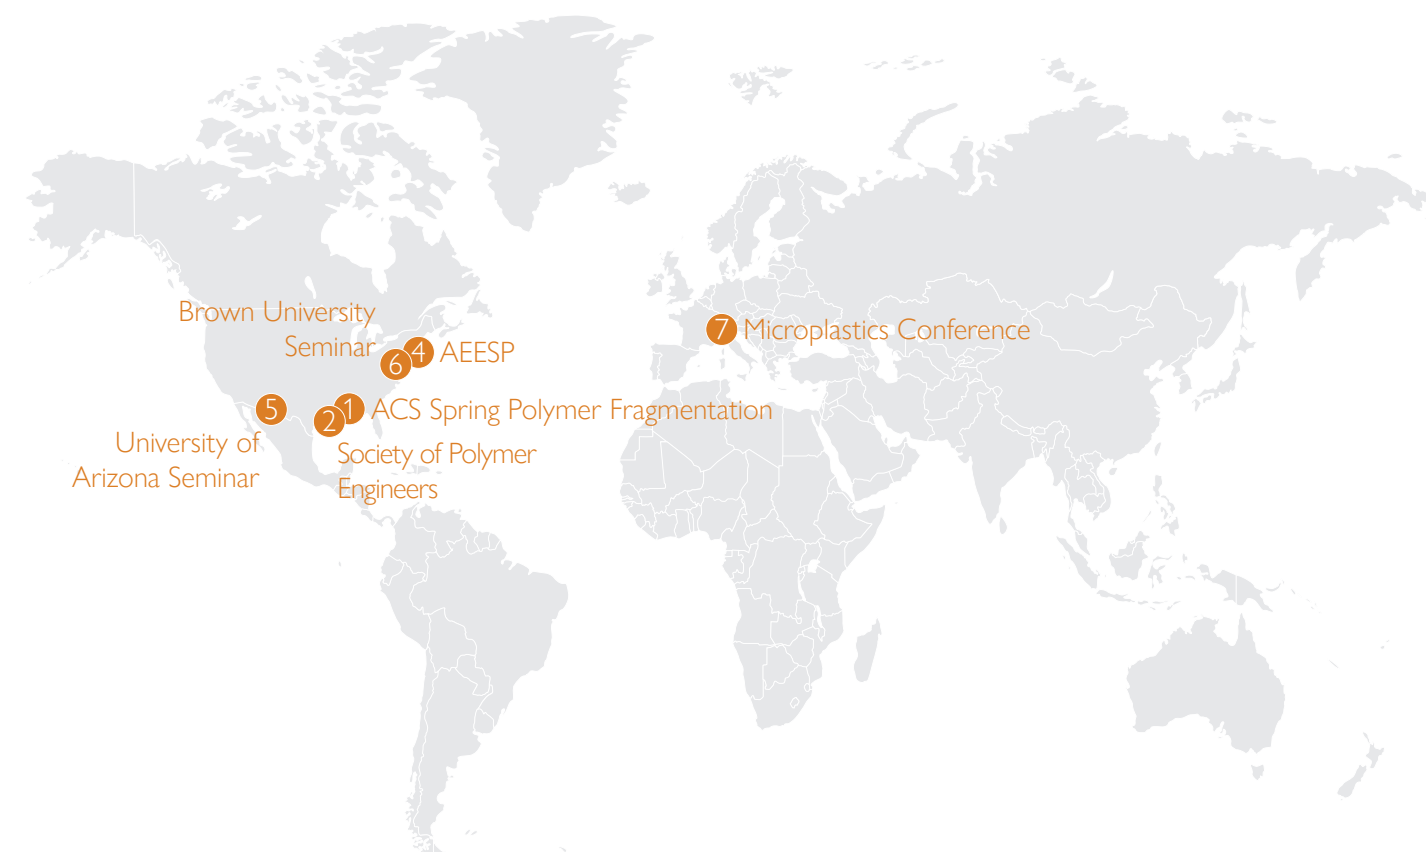 Brown University
Seminar
6
4
AEESP
7
Microplastics Conference
5
University of
Arizona Seminar
2
1
ACS Spring Polymer Fragmentation
Society of Polymer
Engineers